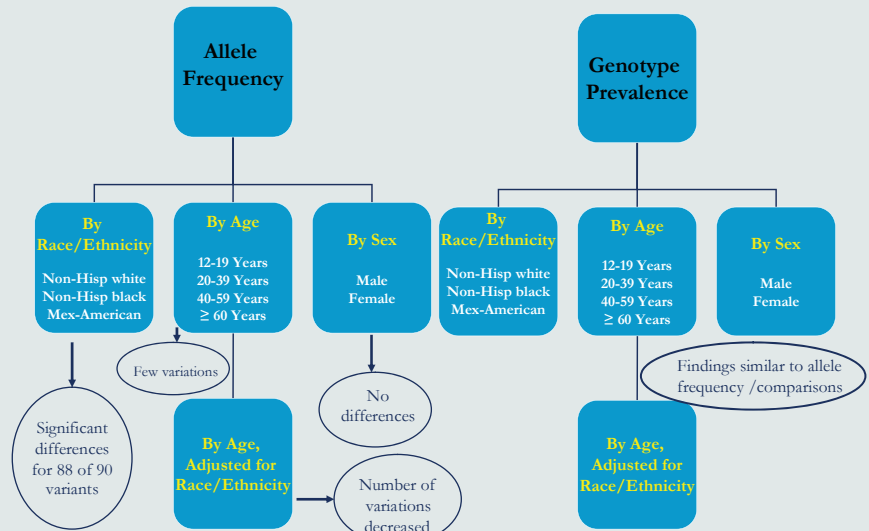 Allele
Frequency
Genotype
Prevalence
By
Race/Ethnicity
Non-Hisp white
Non-Hisp black
Mex-American
By Age
12-19 Years
20-39 Years
40-59 Years
≥ 60 Years
By Sex
Male
Female
By
Race/Ethnicity
Non-Hisp white
Non-Hisp black
Mex-American
By Age
12-19 Years
20-39 Years
40-59 Years
≥ 60 Years
By Sex
Male
Female
Few variations
No
differences
Findings similar to allele
frequency /comparisons
Significant
differences
for 88 of 90
variants
By Age,
Adjusted for
Race/Ethnicity
Number of
variations
decreased
By Age,
Adjusted for
Race/Ethnicity